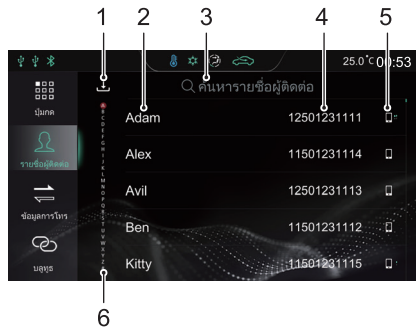 1 2 3 4 5
25.0°C 00:53
ค้นหารายชื่อผู้ติดต่อ
ปุ่มกด
รายชื่อผู้ติดต่อ
ข้อมูลการโทร
บลูทูธ
A
B
C
D
E
F
G
H
I
J
K
L
M
N
O
P
Q
R
S
T
U
V
W
X
Y
Z
Adam 12501231111
Alex 11501231114
Avil 12501231113
Ben 11501231112
Kitty 11501231115
6